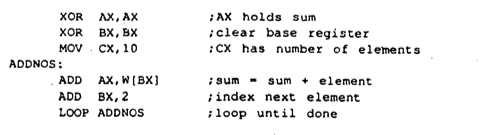 XOR AX,AX ;AX holds sum
XOR BX,BX ;clear base register
MOV CX,10 ;CX has number of elements
ADDNOS:
ADD AX,W[BX] ;sum = sum + element
ADD BX,2 ;index next element
LOOP ADDNOS ;loop until done